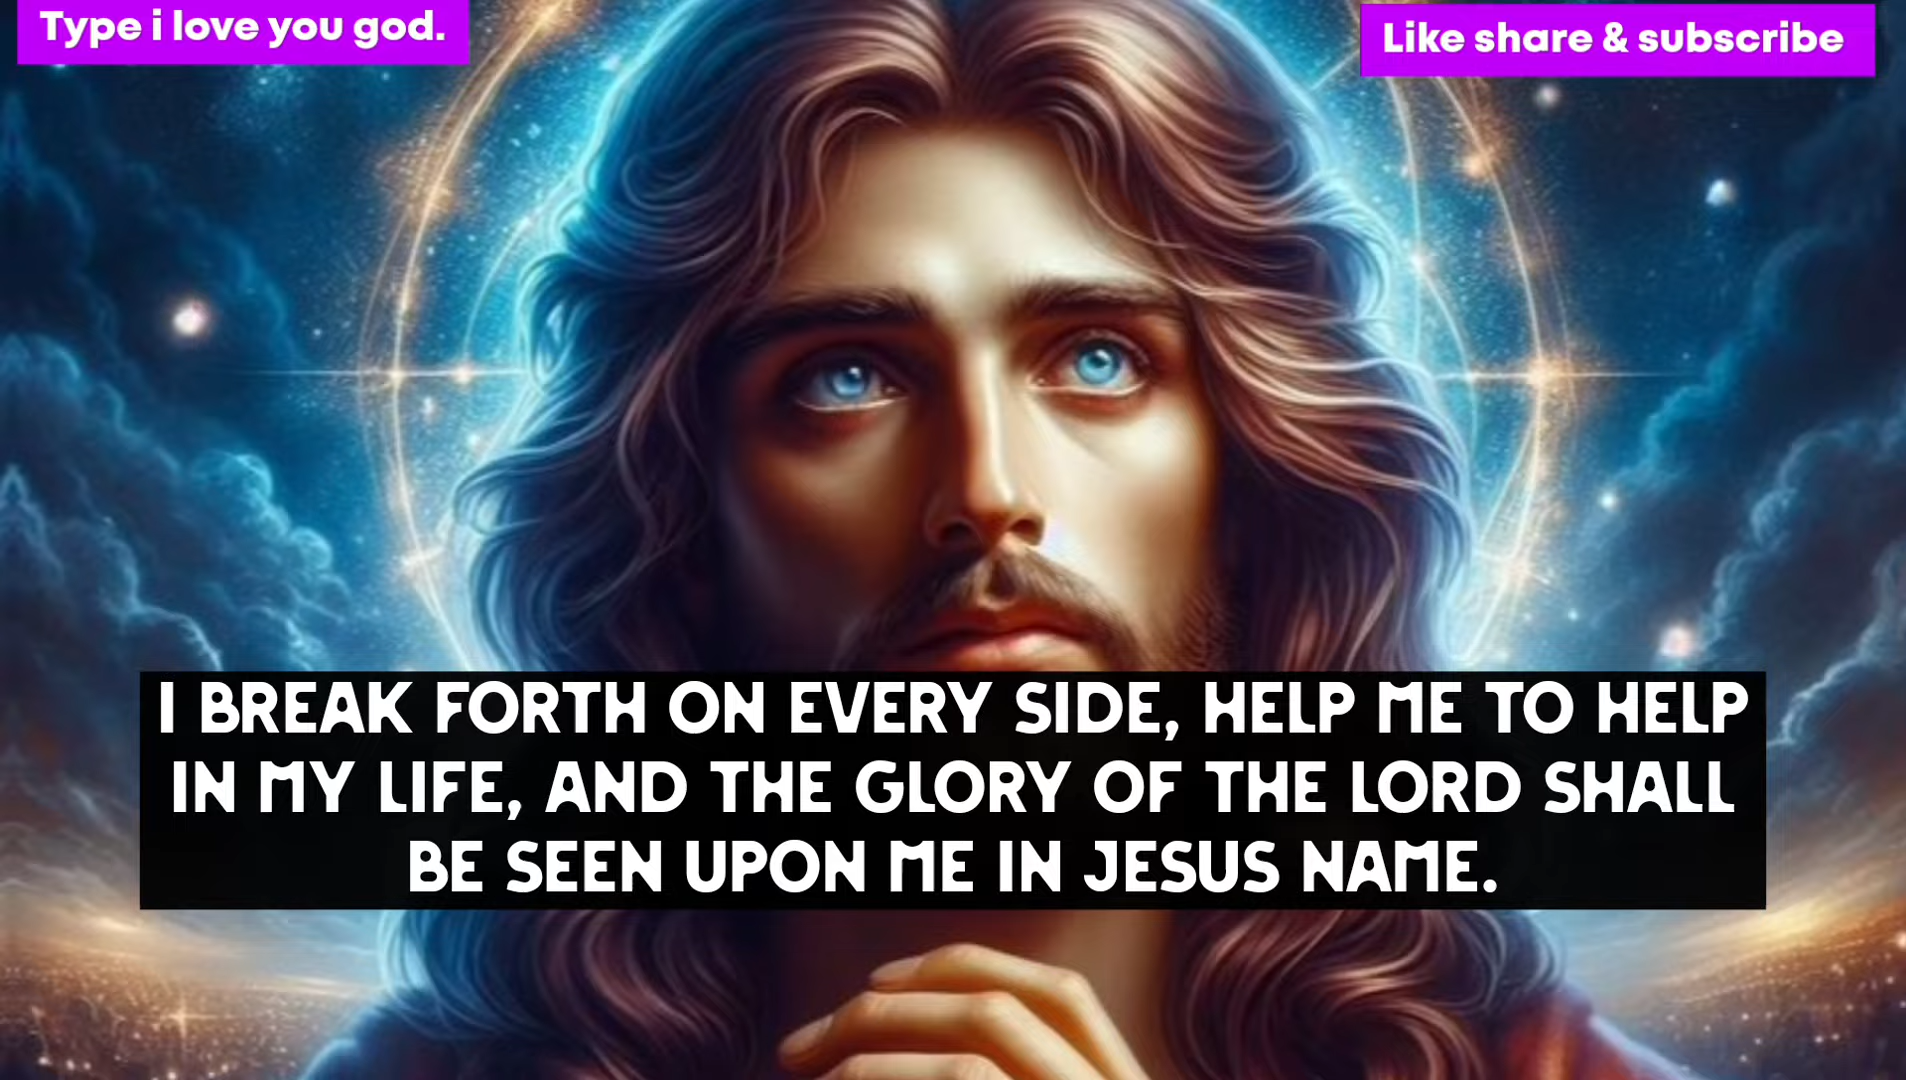 Type i love you god.
Like share & subscribe
I BREAK FORTH ON EVERY SIDE, HELP ME TO HELP
IN MY LIFE, AND THE GLORY OF THE LORD SHALL
BE SEEN UPON ME IN JESUS NAME.